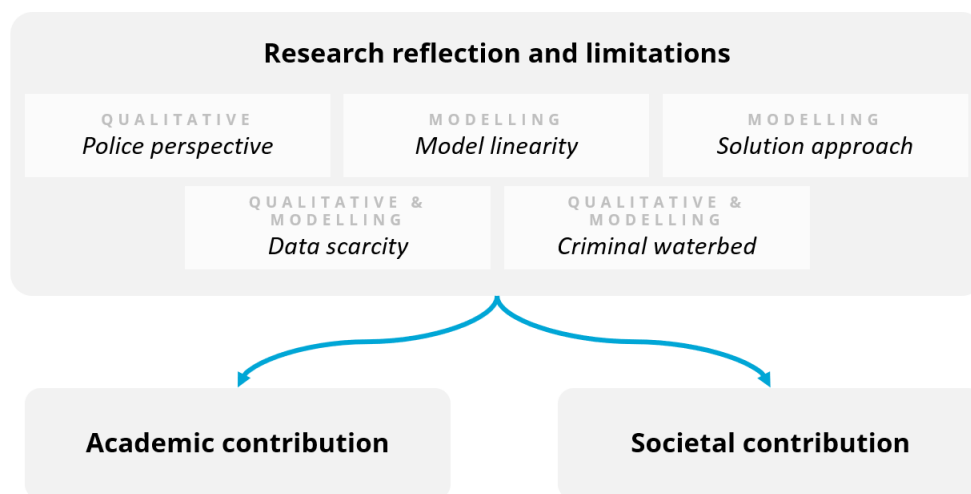 Research reflection and limitations
QUALITATIVE
Police perspective
MODELLING
Model linearity
MODELLING
Solution approach
QUALITATIVE &
MODELLING
Data scarcity
QUALITATIVE &
MODELLING
Criminal waterbed
Academic contribution
Societal contribution